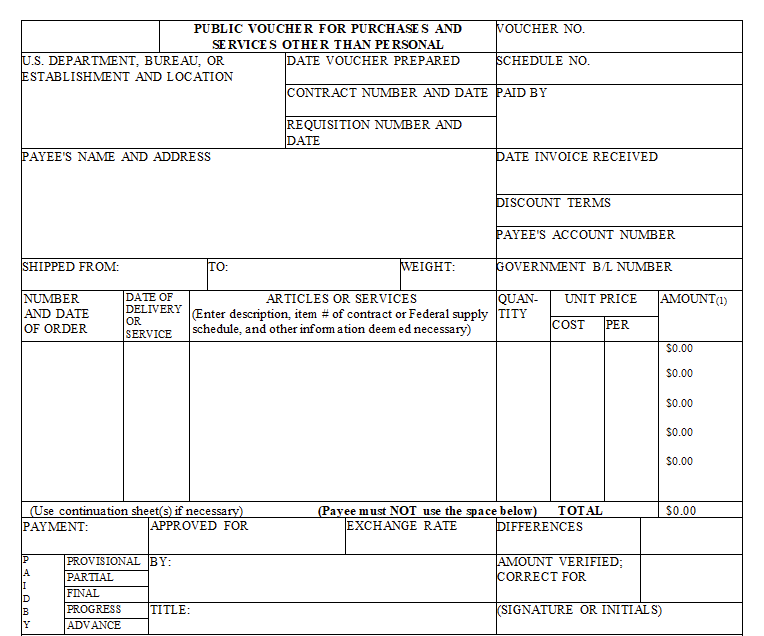 PUBLIC VOUCHER FOR PURCHASES AND
SERVICES OTHER THAN PERSONAL
VOUCHER NO.
U.S. DEPARTMENT, BUREAU, OR
ESTABLISHMENT AND LOCATION
DATE VOUCHER PREPARED
SCHEDULE NO.
CONTRACT NUMBER AND DATE
PAID BY
REQUISITION NUMBER AND
DATE
PAYEE'S NAME AND ADDRESS
DATE INVOICE RECEIVED
DISCOUNT TERMS
PAYEE'S ACCOUNT NUMBER
SHIPPED FROM:
TO:
WEIGHT:
GOVERNMENT B/L NUMBER
NUMBER
AND DATE
OF ORDER
DATE OF
DELIVERY
OR
SERVICE
ARTICLES OR SERVICES
(Enter description, item # of contract or Federal supply
schedule, and other information deemed necessary)
QUAN-
TITY
UNIT PRICE
COST
PER
AMOUNT(1)
$0.00
$0.00
$0.00
$0.00
$0.00
(Use continuation sheet(s) if necessary)
(Payee must NOT use the space below)
TOTAL
$0.00
PAYMENT:
APPROVED FOR
EXCHANGE RATE
DIFFERENCES
P
A
I
D
B
Y
PROVISIONAL
PARTIAL
FINAL
PROGRESS
ADVANCE
BY:
AMOUNT VERIFIED;
CORRECT FOR
TITLE:
(SIGNATURE OR INITIALS)